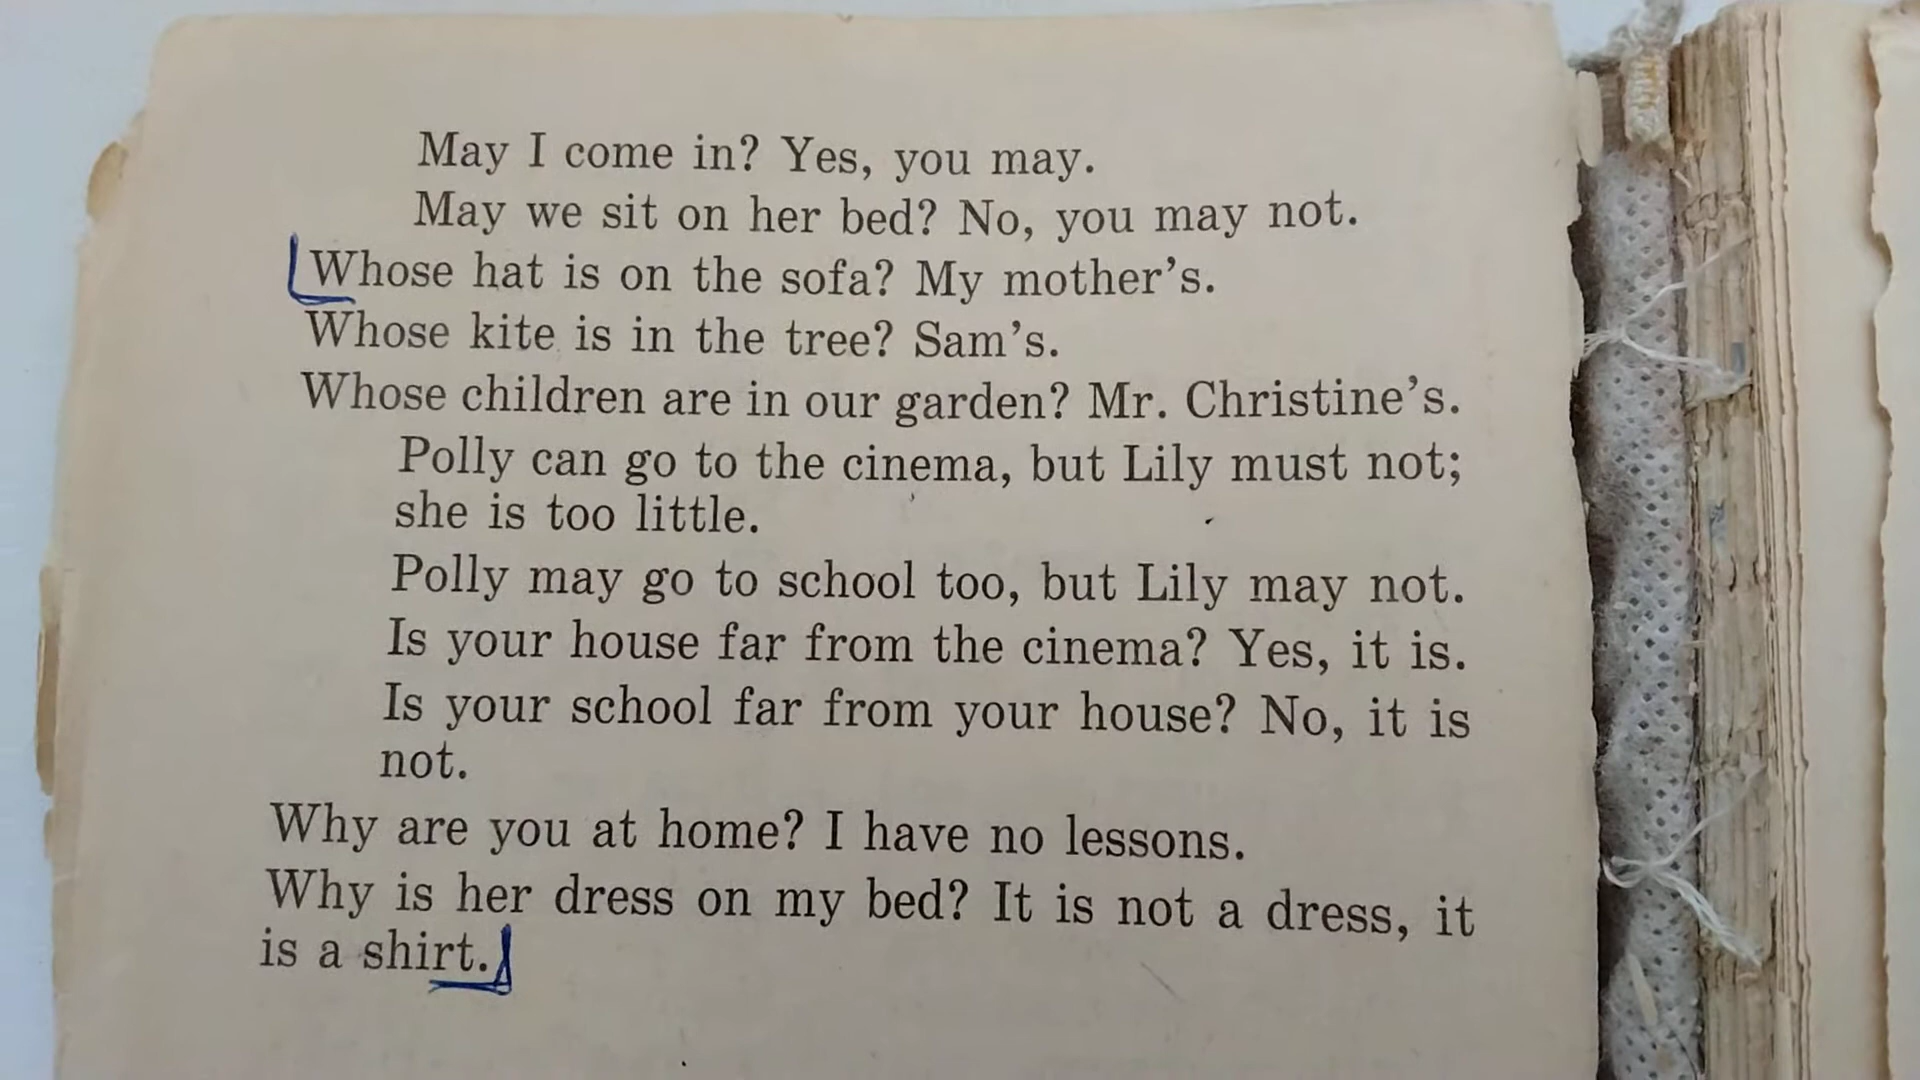 May I come in? Yes, you may.
May we sit on her bed? No, you may not.
Whose hat is on the sofa? My mother’s.
Whose kite is in the tree? Sam’s.
Whose children are in our garden? Mr. Christine’s.
Polly can go to the cinema, but Lily must not;
she is too little.
Polly may go to school too, but Lily may not.
Is your house far from the cinema? Yes, it is.
Is your school far from your house? No, it is
not.
Why are you at home? I have no lessons.
Why is her dress on my bed? It is not a dress, it
is a shirt.